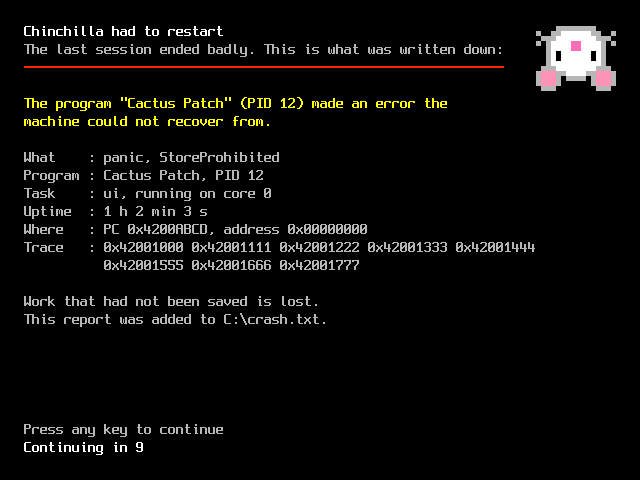 Chinchilla had to restart
The last session ended badly. This is what was written down:
The program "Cactus Patch" (PID 12) made an error the
machine could not recover from.
What    : panic, StoreProhibited
Program : Cactus Patch, PID 12
Task    : ui, running on core 0
Uptime  : 1 h 2 min 3 s
Where   : PC 0x4200ABCD, address 0x00000000
Trace   : 0x42001000 0x42001111 0x42001222 0x42001333 0x42001444
          0x42001555 0x42001666 0x42001777
Work that had not been saved is lost.
This report was added to C:\crash.txt.
Press any key to continue
Continuing in 9